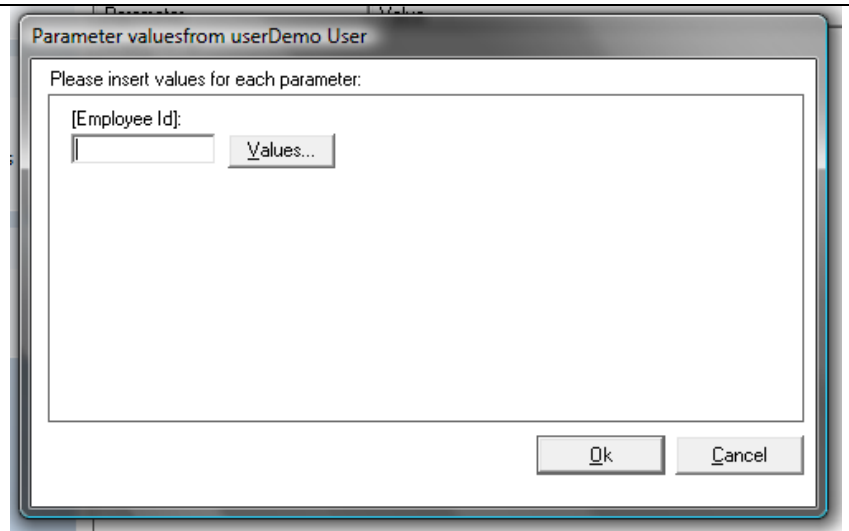 Parameter valuesfrom userDemo User
Please insert values for each parameter:
[Employee Id]:
Values...
Ok Cancel